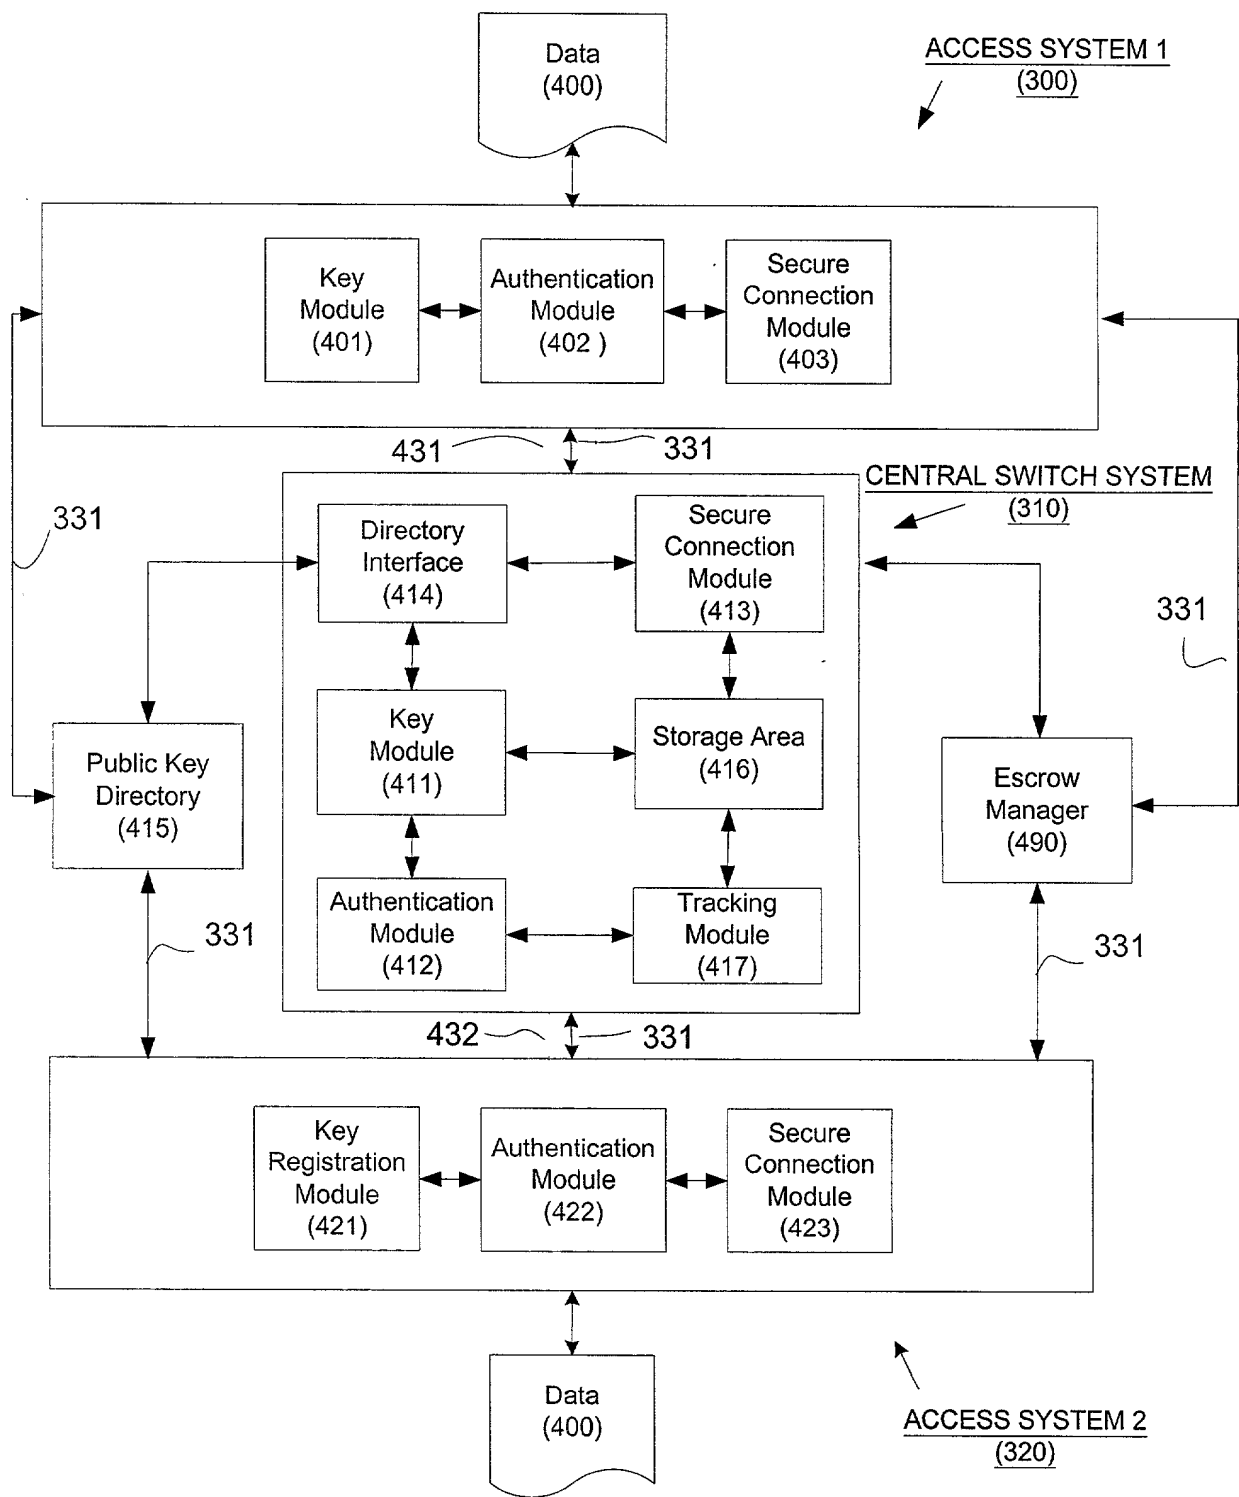 Data
(400)
ACCESS SYSTEM 1
(300)
Key
Module
(401)
Authentication
Module
(402 )
Secure
Connection
Module
(403)
431
331
CENTRAL SWITCH SYSTEM
(310)
331
Directory
Interface
(414)
Secure
Connection
Module
(413)
331
Public Key
Directory
(415)
Key
Module
(411)
Storage Area
(416)
Escrow
Manager
(490)
Authentication
Module
(412)
Tracking
Module
(417)
331
331
432
331
Key
Registration
Module
(421)
Authentication
Module
(422)
Secure
Connection
Module
(423)
Data
(400)
ACCESS SYSTEM 2
(320)